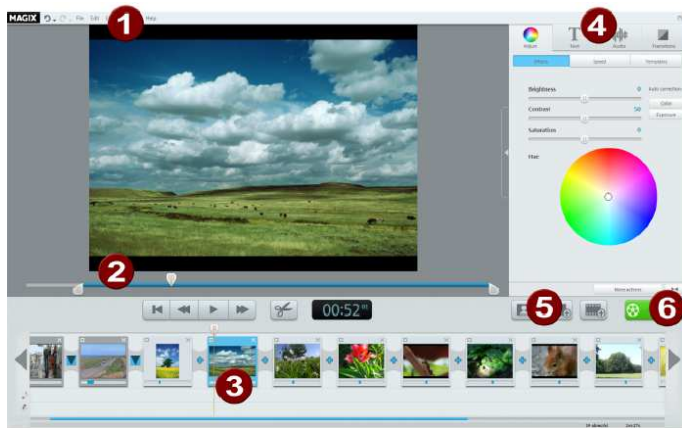 MAGIX File Edit Help
1
4
Text Audio Transitions
Effects Speed Templates
Brightness 0 Auto correction
Color
Contrast 50
Exposure
Saturation 0
Hue
2
5
6
00:52
3